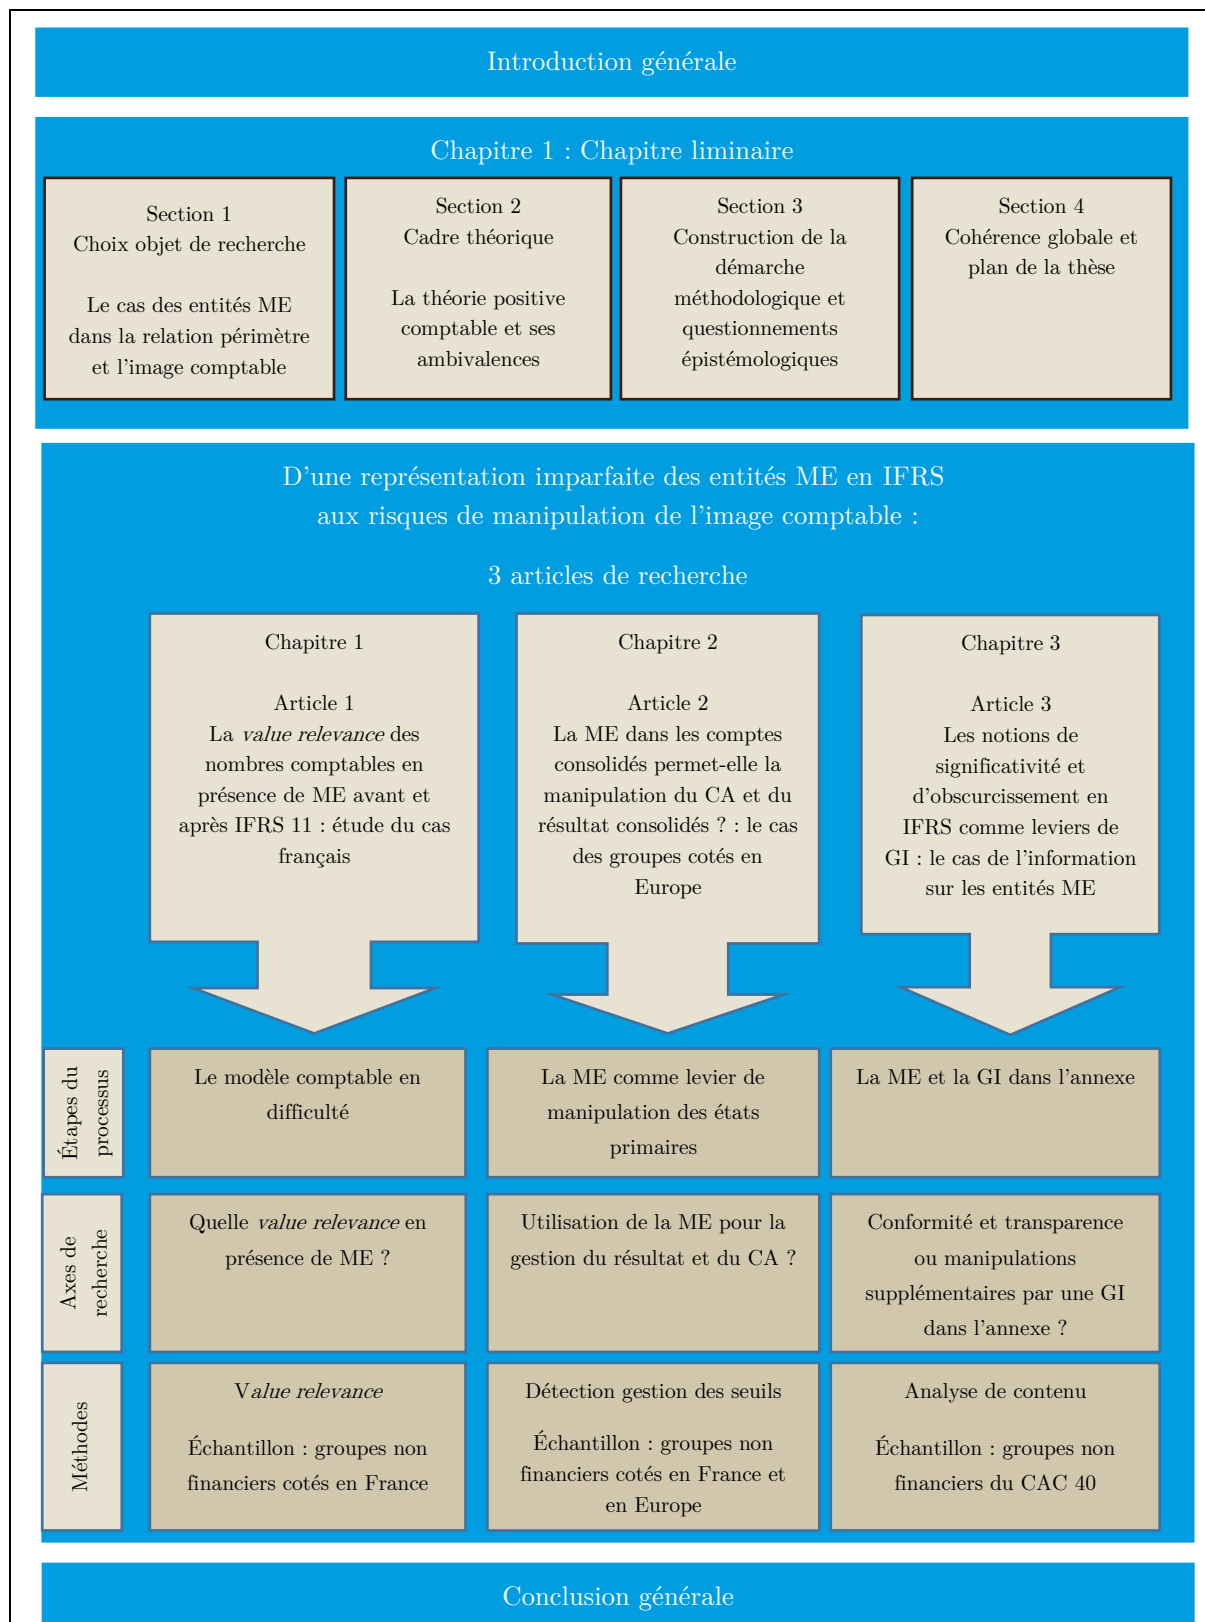 Introduction générale
Chapitre 1 : Chapitre liminaire
Section 1
Choix objet de recherche
Le cas des entités ME
dans la relation périmètre
et l'image comptable
Section 2
Cadre théorique
La théorie positive
comptable et ses
ambivalences
Section 3
Construction de la
démarche
méthodologique et
questionnements
épistémologiques
Section 4
Cohérence globale et
plan de la thèse
D'une représentation imparfaite des entités ME en IFRS
aux risques de manipulation de l'image comptable :
3 articles de recherche
Chapitre 1
Article 1
La value relevance des
nombres comptables en
présence de ME avant et
après IFRS 11 : étude du cas
français
Chapitre 2
Article 2
La ME dans les comptes
consolidés permet-elle la
manipulation du CA et du
résultat consolidés ? : le cas
des groupes cotés en
Europe
Chapitre 3
Article 3
Les notions de
significativité et
d'obscurcissement en
IFRS comme leviers de
GI : le cas de l'information
sur les entités ME
Étapes du
processus
Le modèle comptable en
difficulté
La ME comme levier de
manipulation des états
primaires
La ME et la GI dans l'annexe
Axes de
recherche
Quelle value relevance en
présence de ME ?
Utilisation de la ME pour la
gestion du résultat et du CA ?
Conformité et transparence
ou manipulations
supplémentaires par une GI
dans l'annexe ?
Méthodes
Value relevance
Échantillon : groupes non
financiers cotés en France
Détection gestion des seuils
Échantillon : groupes non
financiers cotés en France et
en Europe
Analyse de contenu
Échantillon : groupes non
financiers du CAC 40
Conclusion générale